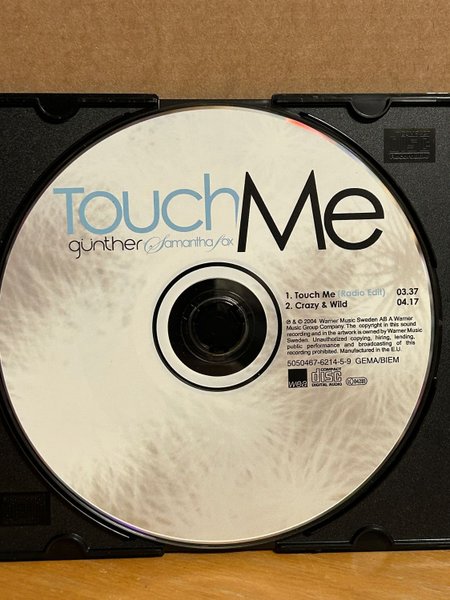 Touch Me
günther Samantha Fox
1. Touch Me (Radio Edit) 03.37
2. Crazy & Wild 04.17
℗ & © 2004 Warner Music Sweden AB A Warner
Music Group Company. The copyright in this sound
recording and in the artwork is owned by Warner Music
Sweden. Unauthorized copying, hiring, lending,
public performance and broadcasting of this
recording prohibited. Manufactured in the E.U.
5050467-6214-5-9 GEMA/BIEM
wea COMPACT disc DIGITAL AUDIO